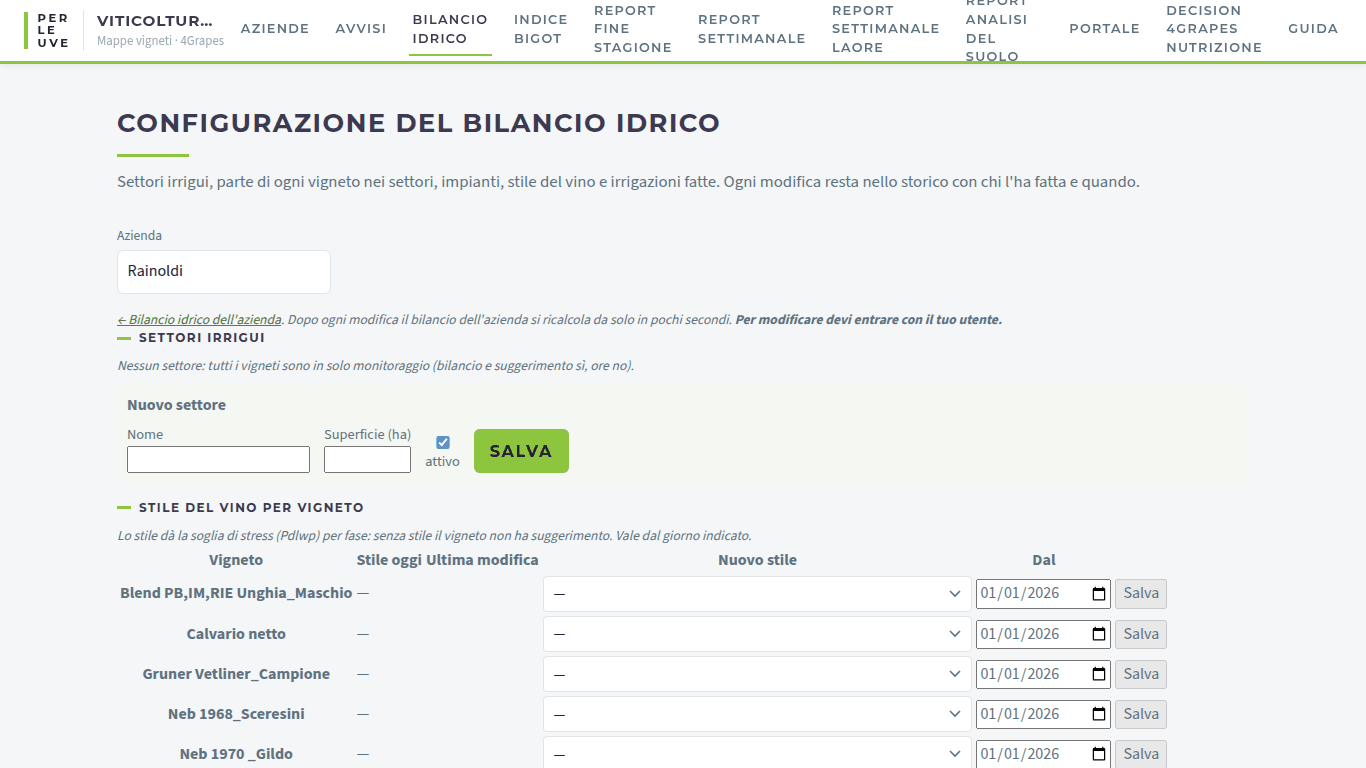 PER
LE
UVE
VITICOLTUR...
Mappe vigneti · 4Grapes
AZIENDE
AVVISI
BILANCIO
IDRICO
INDICE
BIGOT
REPORT
FINE
STAGIONE
REPORT
SETTIMANALE
REPORT
SETTIMANALE
LAORE
REPORT
ANALISI
DEL
SUOLO
PORTALE
DECISION
4GRAPES
NUTRIZIONE
GUIDA
CONFIGURAZIONE DEL BILANCIO IDRICO
Settori irrigui, parte di ogni vigneto nei settori, impianti, stile del vino e irrigazioni fatte. Ogni modifica resta nello storico con chi l'ha fatta e quando.
Azienda
Rainoldi
← Bilancio idrico dell'azienda. Dopo ogni modifica il bilancio dell'azienda si ricalcola da solo in pochi secondi. Per modificare devi entrare con il tuo utente.
SETTORI IRRIGUI
Nessun settore: tutti i vigneti sono in solo monitoraggio (bilancio e suggerimento sì, ore no).
Nuovo settore
Nome
Superficie (ha)
attivo
SALVA
STILE DEL VINO PER VIGNETO
Lo stile dà la soglia di stress (Pdlwp) per fase: senza stile il vigneto non ha suggerimento. Vale dal giorno indicato.
Vigneto Stile oggi Ultima modifica Nuovo stile Dal
Blend PB,IM,RIE Unghia_Maschio — — 01/01/2026 Salva
Calvario netto — — 01/01/2026 Salva
Gruner Vetliner_Campione — — 01/01/2026 Salva
Neb 1968_Sceresini — — 01/01/2026 Salva
Neb 1970 _Gildo — — 01/01/2026 Salva